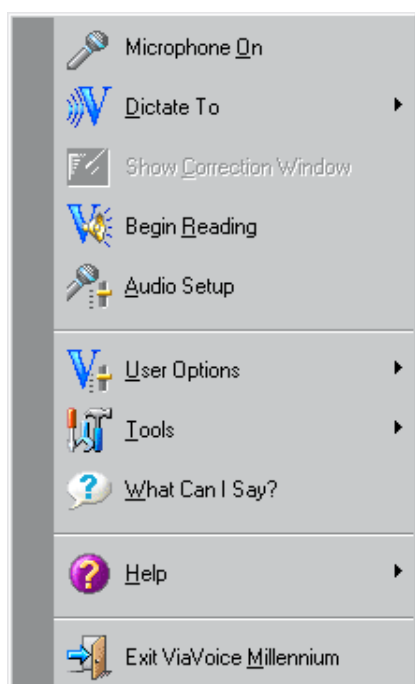 Microphone On
Dictate To
Show Correction Window
Begin Reading
Audio Setup
User Options
Tools
What Can I Say?
Help
Exit ViaVoice Millennium